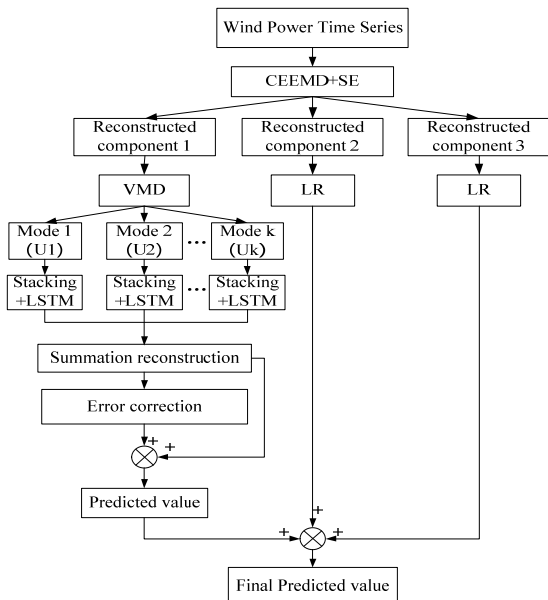 Wind Power Time Series
CEEMD+SE
Reconstructed component 1
Reconstructed component 2
Reconstructed component 3
VMD
LR
LR
Mode 1 (U1)
Mode 2 (U2)
...
Mode k (Uk)
Stacking +LSTM
Stacking +LSTM
...
Stacking +LSTM
Summation reconstruction
Error correction
+
+
Predicted value
+
+
+
Final Predicted value